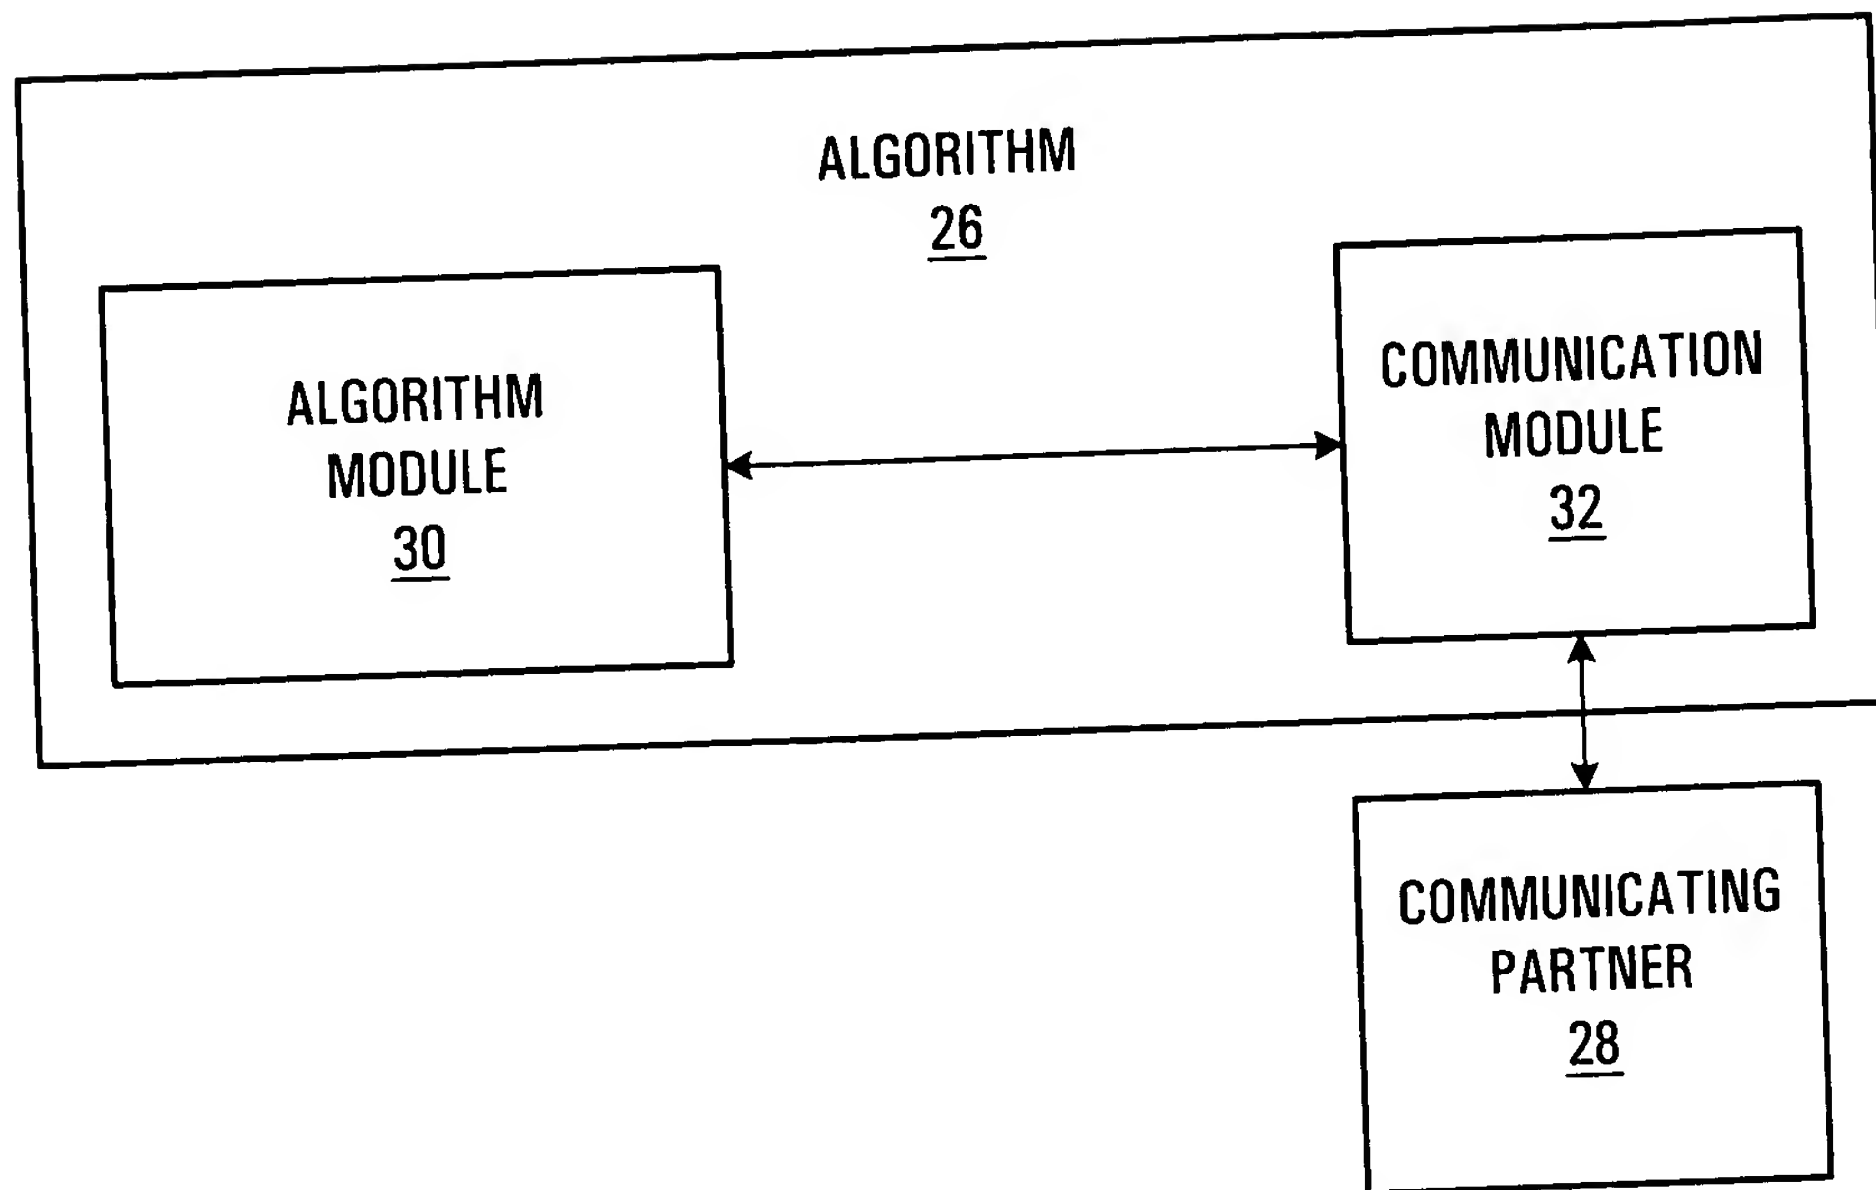 ALGORITHM
26
ALGORITHM
MODULE
30
COMMUNICATION
MODULE
32
COMMUNICATING
PARTNER
28